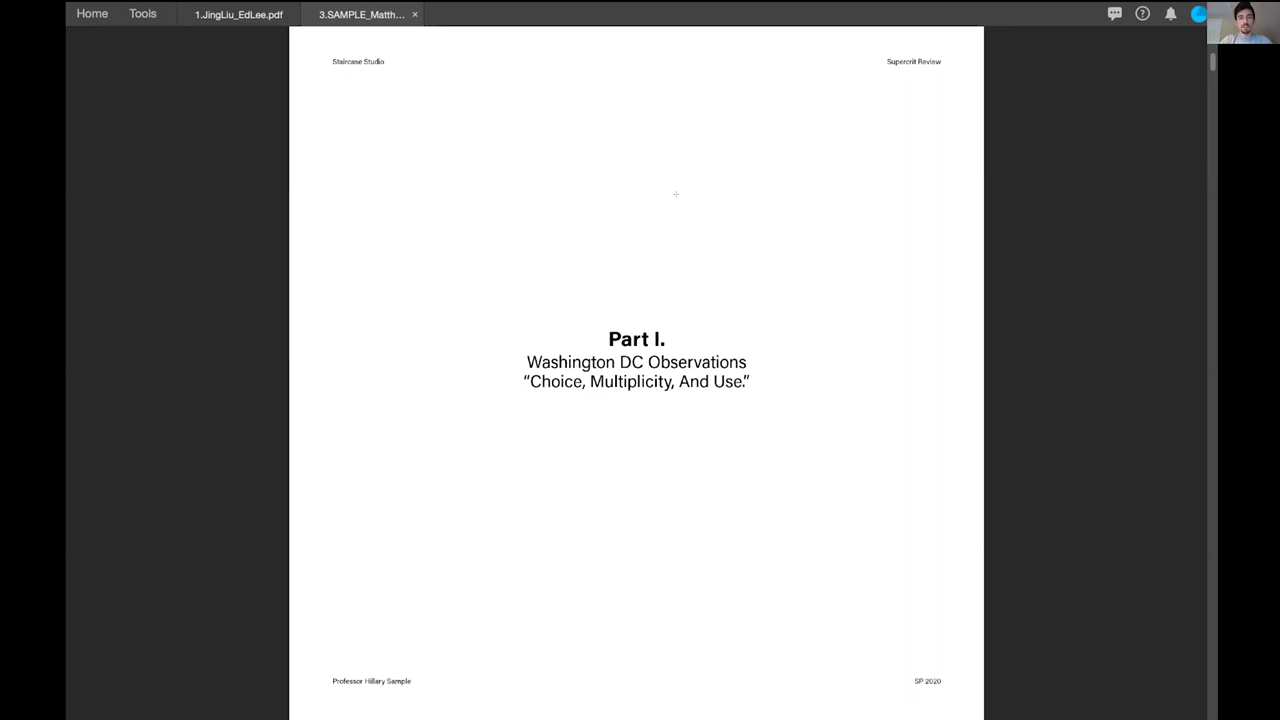 Home Tools 1.JingLiu_EdLee.pdf 3.SAMPLE_Matth... ×
Staircase Studio Supercrit Review
Part I.
Washington DC Observations
“Choice, Multiplicity, And Use.”
Professor Hillary Sample SP 2020